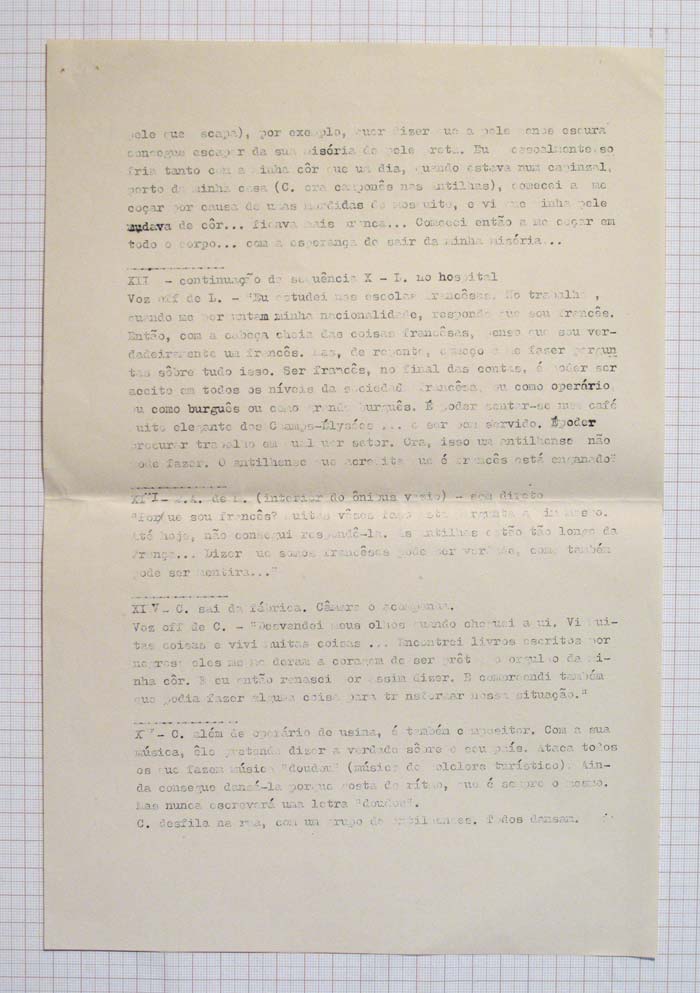 pele que escapa), por exemplo, quer dizer que a pele menos escura
consegue escapar da sua miséria de pele preta. Eu pessoalmente so
fria tanto com a minha côr que um dia, quando estava num capinzal,
perto de minha casa (C. era camponês nas Antilhas), comecei a me
coçar por causa de umas mordidas de mosquito, e vi que minha pele
mudava de côr... ficava mais branca... Comecei então a me coçar em
todo o corpo... com a esperança de sair da minha miséria...
XII - continuação da sequência X - L. no hospital
Voz off de L. - "Eu estudei nas escolas francêsas. No trabalho ,
quando me perguntam minha nacionalidade, respondo que sou francês.
Então, com a cabeça cheia das coisas francêsas, penso que sou ver-
dadeiramente um francês. Mas, de repente, começo a me fazer pergun
tas sôbre tudo isso. Ser francês, no final das contas, é poder ser
aceito em todos os níveis da sociedade francêsa, ou como operário,
ou como burguês ou como grande burguês. É poder sentar-se num café
muito elegante dos Champs-Élysées ... e ser bem servido. É poder
procurar trabalho em qualquer setor. Ora, isso um antilhense não
pode fazer. O antilhense que acredita que é francês está enganado"
XIII- (interior do ônibus vazio) - som direto
"Porque sou francês? Muitas vêzes faço esta pergunta a mim mesmo.
Até hoje, não consegui respondê-la. As Antilhas estão tão longe da
França... Dizer que somos francêses pode ser verdade, como também
pode ser mentira..."
XIV- C. sai da fábrica. Câmara o acompanha.
Voz off de C. - "Desvendei meus olhos quando cheguei aqui. Vi mui-
tas coisas e vivi muitas coisas ... Encontrei livros escritos por
negros; eles me deram a coragem de ser prêto, o orgulho da mi-
nha côr. E eu então renasci por assim dizer. E compreendi também
que podia fazer alguma coisa para transformar nossa situação."
XV- C. além de operário de usina, é também compositor. Com a sua
música, êle pretende dizer a verdade sôbre o seu país. Ataca todos
os que fazem música "doudou" (música de folclore turístico). Ain-
da consegue dansá-la porque gosta do rítmo, que é sempre o mesmo.
Mas nunca escreverá uma letra "doudou".
C. desfila na rua, com um grupo de antilhenses. Todos dansam.